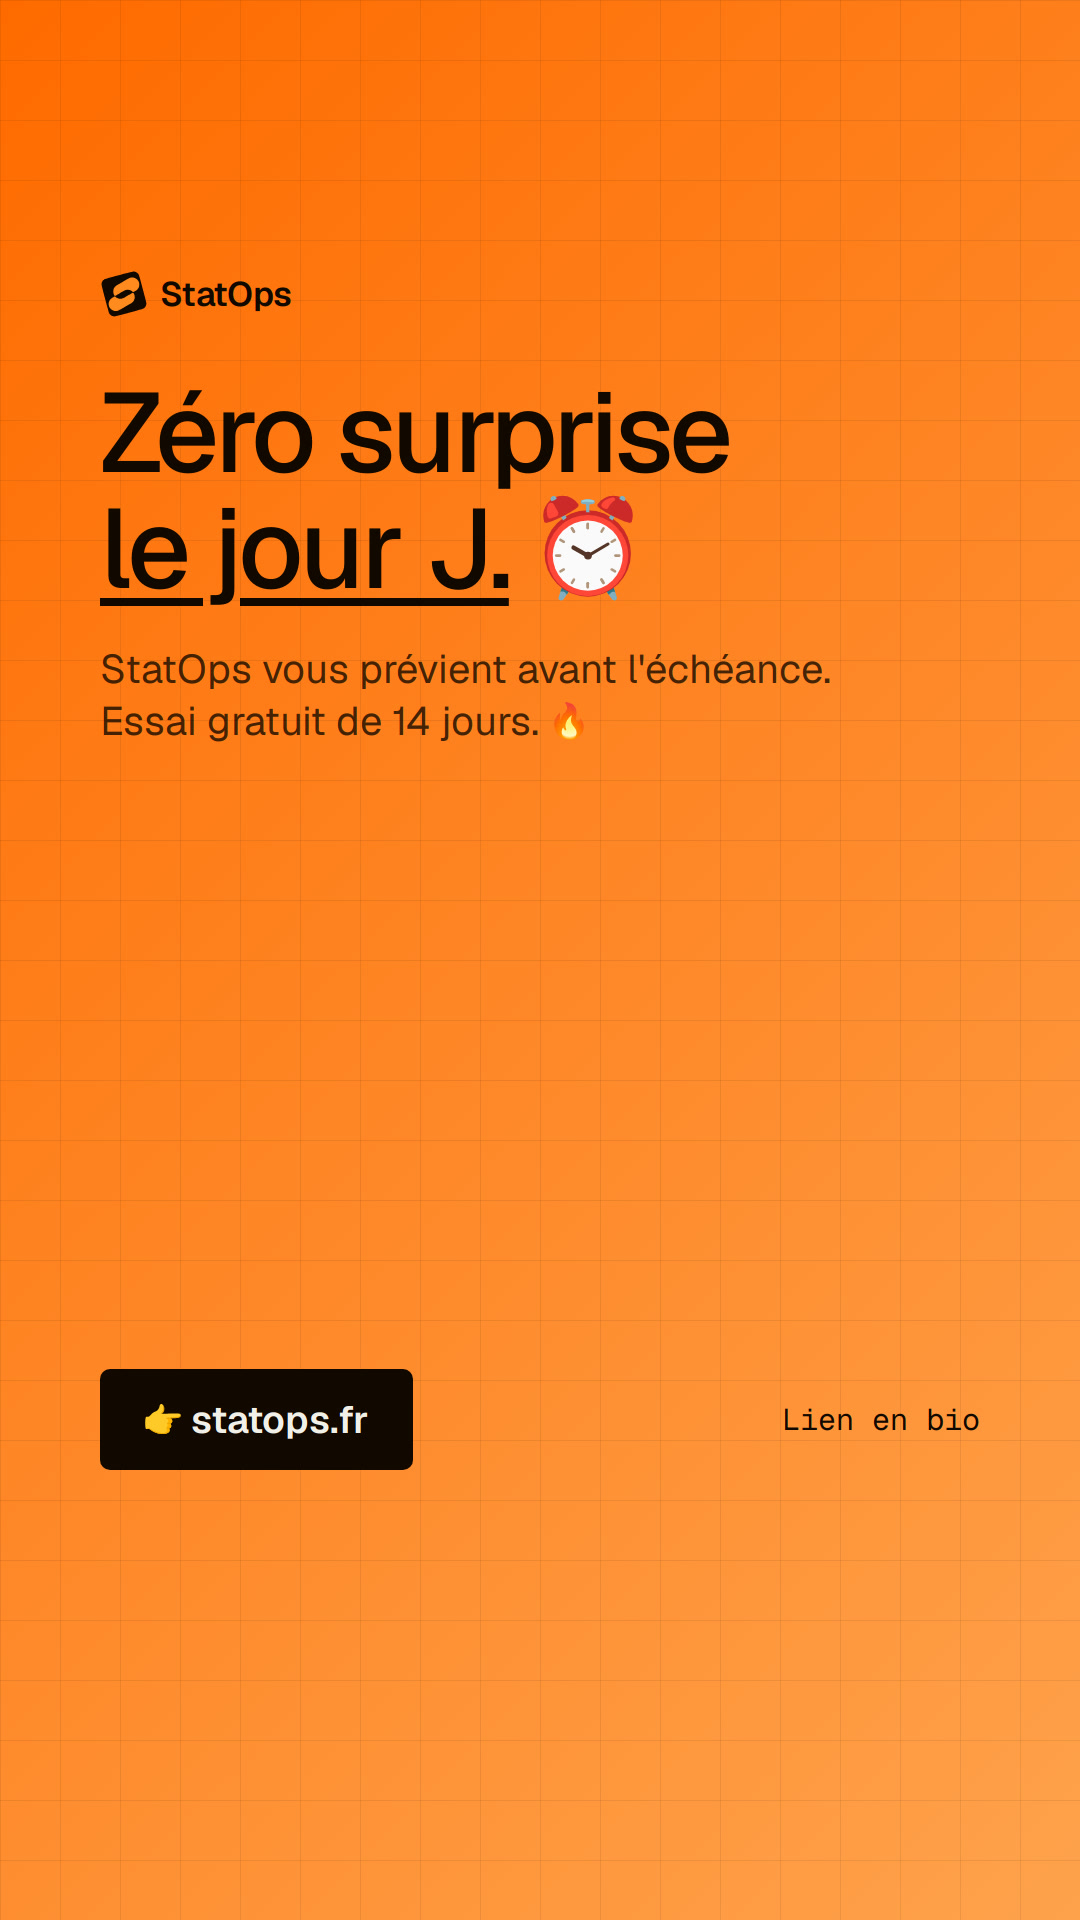 StatOps
Zéro surprise
le jour J. ⏰
StatOps vous prévient avant l'échéance.
Essai gratuit de 14 jours. 🔥
👉 statops.fr
Lien en bio